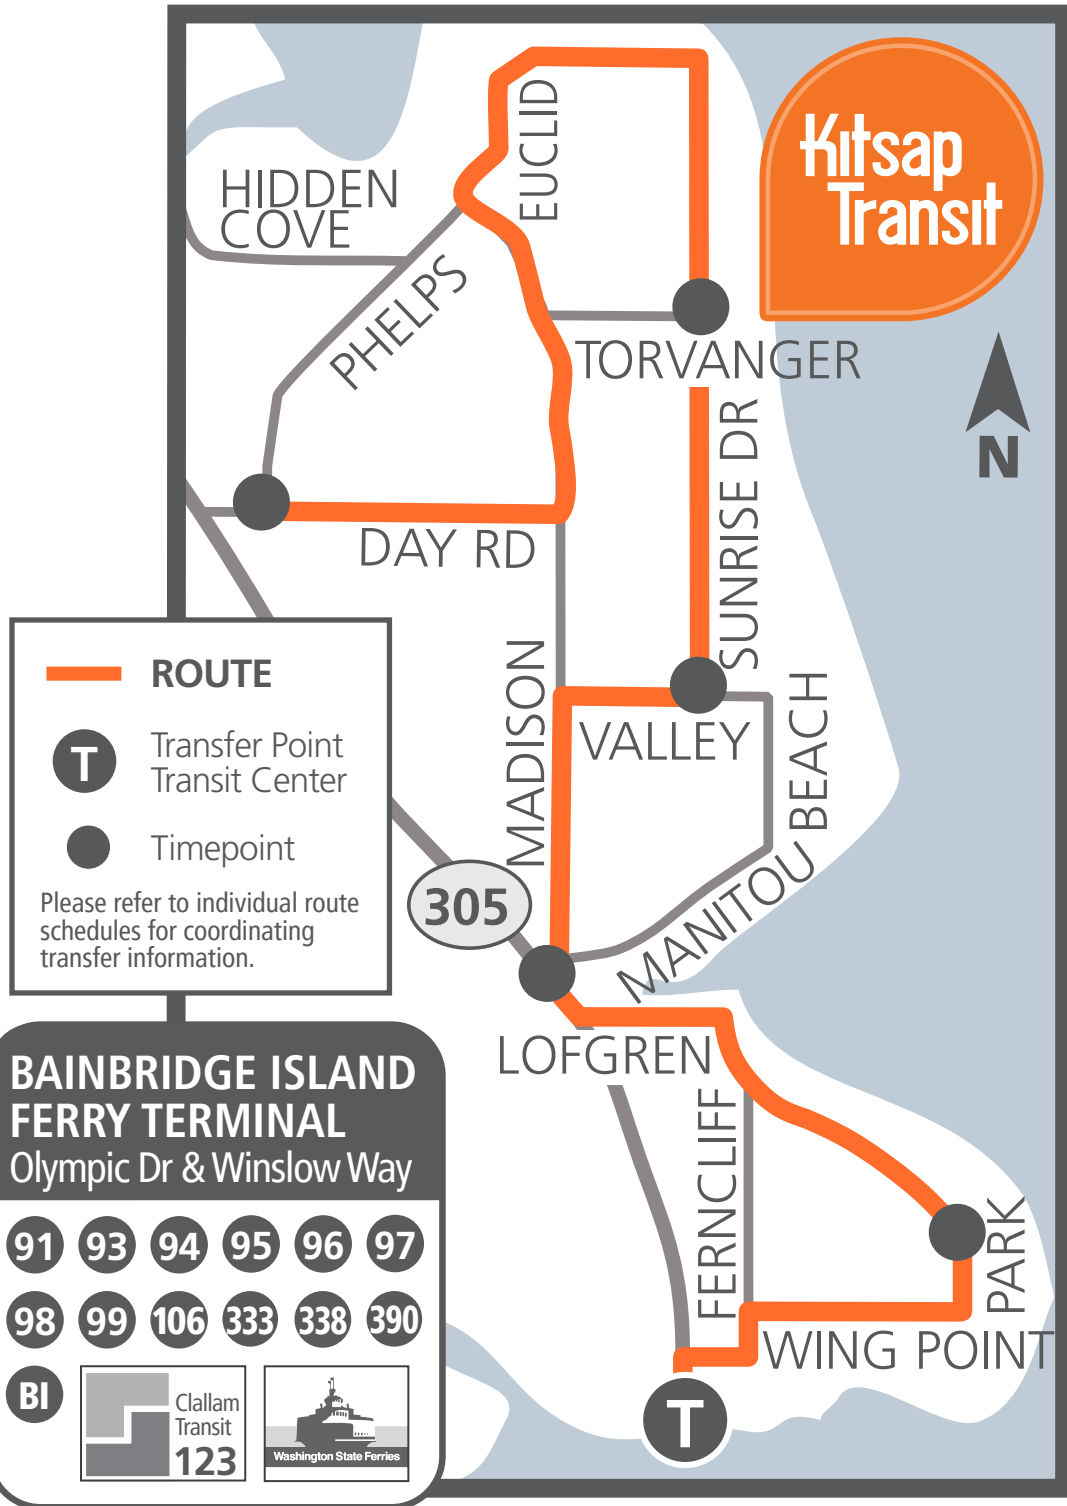 Kitsap
Transit
EUCLID
HIDDEN
COVE
PHELPS
TORVANGER
N
SUNRISE DR
DAY RD
ROUTE
T
Transfer Point
Transit Center
Timepoint
Please refer to individual route
schedules for coordinating
transfer information.
MADISON
VALLEY
MANITOU BEACH
305
LOFGREN
FERNCLIFF
PARK
WING POINT
T
BAINBRIDGE ISLAND
FERRY TERMINAL
Olympic Dr & Winslow Way
91 93 94 95 96 97
98 99 106 333 338 390
BI
Clallam
Transit
123
Washington State Ferries